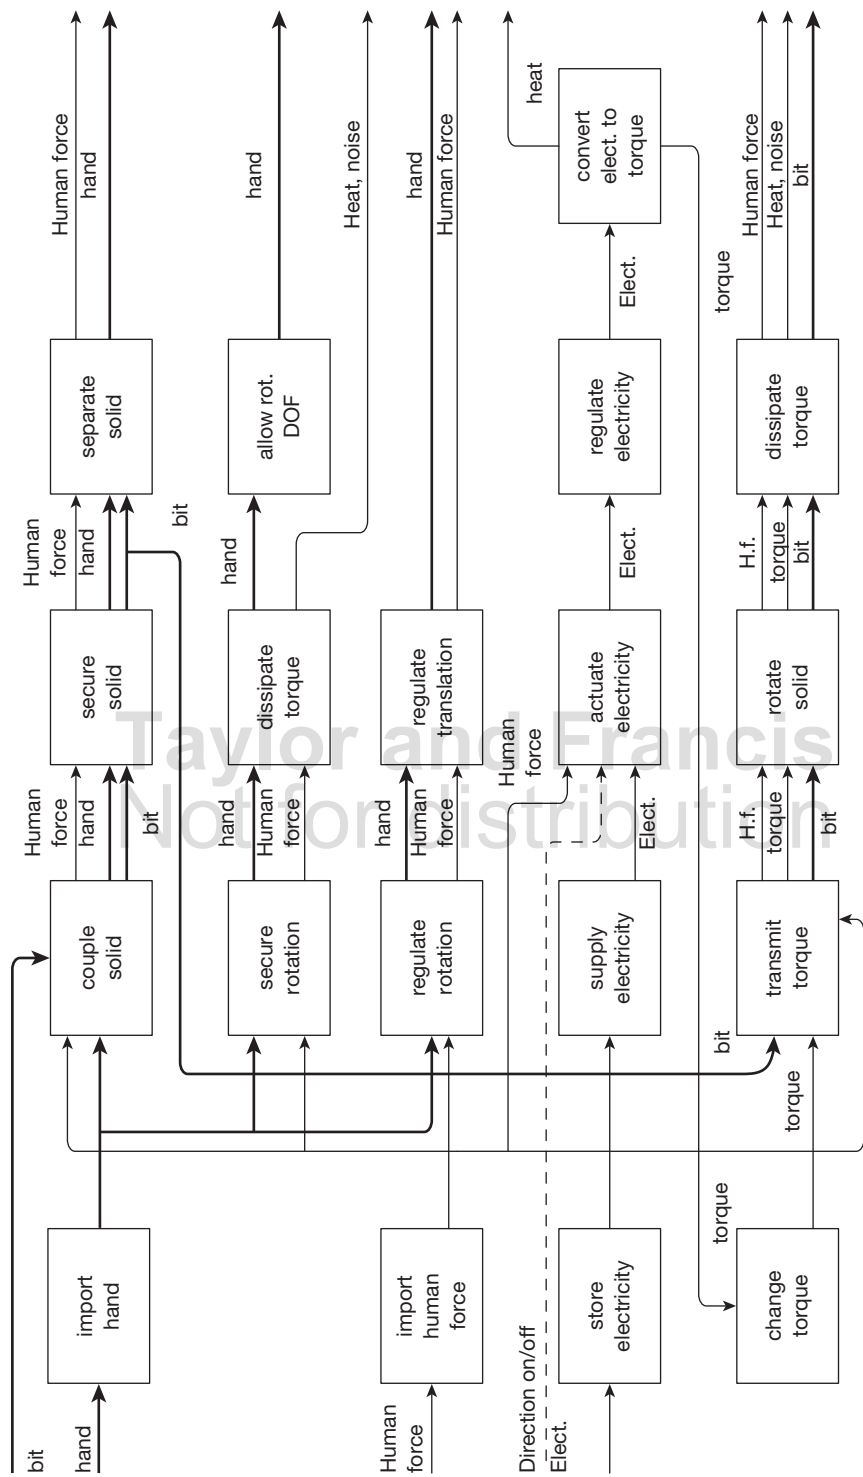 bit
hand
import
hand
couple
solid
Human
force
hand
bit
secure
solid
Human
force
hand
bit
separate
solid
Human force
hand
secure
rotation
hand
Human
force
dissipate
torque
hand
allow rot.
DOF
hand
Heat, noise
Human
force
import
human
force
regulate
rotation
hand
Human
force
regulate
translation
hand
Human force
Human
force
heat
Direction on/off
Elect.
store
electricity
supply
electricity
Elect.
actuate
electricity
Elect.
regulate
electricity
Elect.
convert
elect. to
torque
torque
bit
torque
change
torque
torque
transmit
torque
H.f.
torque
bit
rotate
solid
H.f.
torque
bit
dissipate
torque
Human force
Heat, noise
bit
Taylor and Francis
Not for distribution